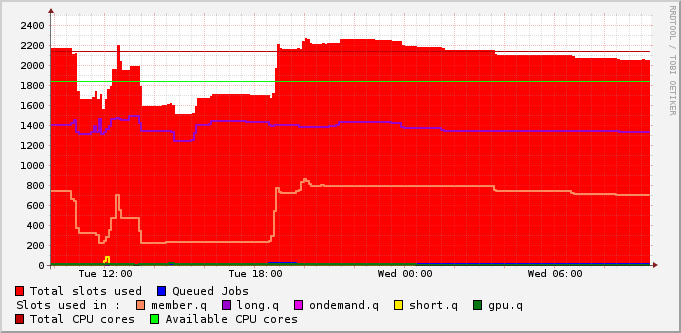 RRDTOOL / TOBI OETIKER
2400
2200
2000
1800
1600
1400
1200
1000
800
600
400
200
0
Tue 12:00 Tue 18:00 Wed 00:00 Wed 06:00
Total slots used Queued Jobs
Slots used in : member.q long.q ondemand.q short.q gpu.q
Total CPU cores Available CPU cores